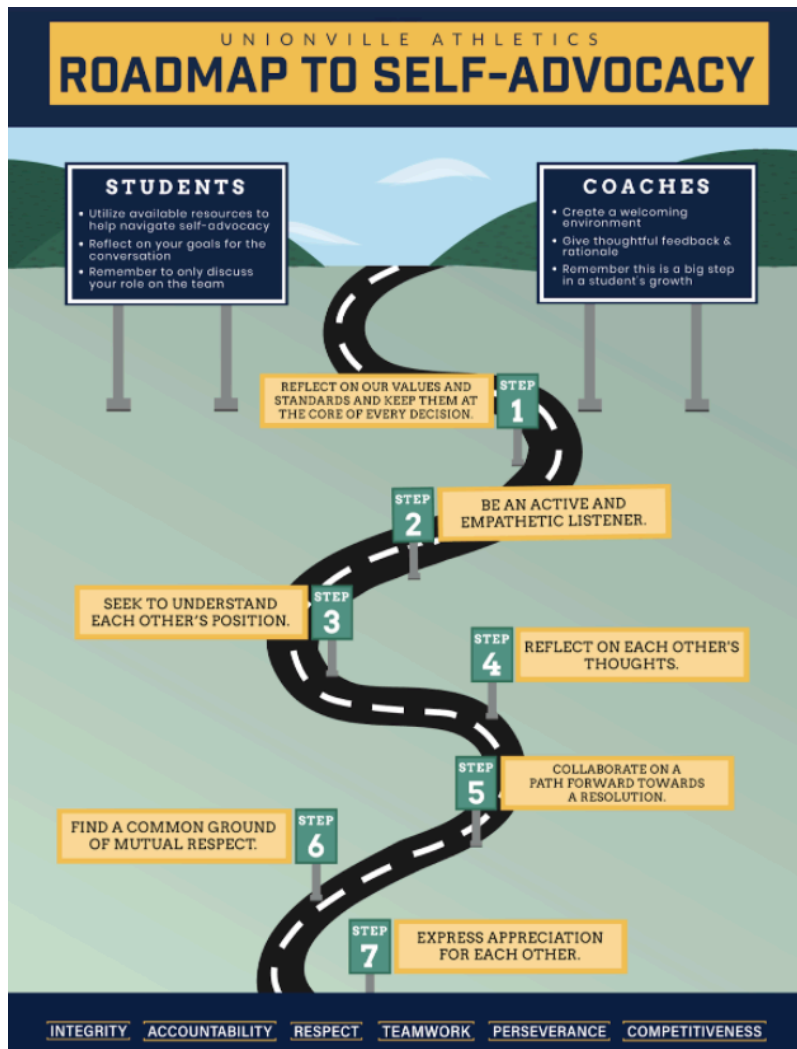 UNIONVILLE ATHLETICS
ROADMAP TO SELF-ADVOCACY
STUDENTS
• Utilize available resources to
help navigate self-advocacy
• Reflect on your goals for the
conversation
• Remember to only discuss
your role on the team
COACHES
• Create a welcoming
environment
• Give thoughtful feedback &
rationale
• Remember this is a big step
in a student's growth
STEP
1
REFLECT ON OUR VALUES AND
STANDARDS AND KEEP THEM AT
THE CORE OF EVERY DECISION.
STEP
2
BE AN ACTIVE AND
EMPATHETIC LISTENER.
STEP
3
SEEK TO UNDERSTAND
EACH OTHER'S POSITION.
STEP
4
REFLECT ON EACH OTHER'S
THOUGHTS.
STEP
5
COLLABORATE ON A
PATH FORWARD TOWARDS
A RESOLUTION.
STEP
6
FIND A COMMON GROUND
OF MUTUAL RESPECT.
STEP
7
EXPRESS APPRECIATION
FOR EACH OTHER.
INTEGRITY ACCOUNTABILITY RESPECT TEAMWORK PERSEVERANCE COMPETITIVENESS